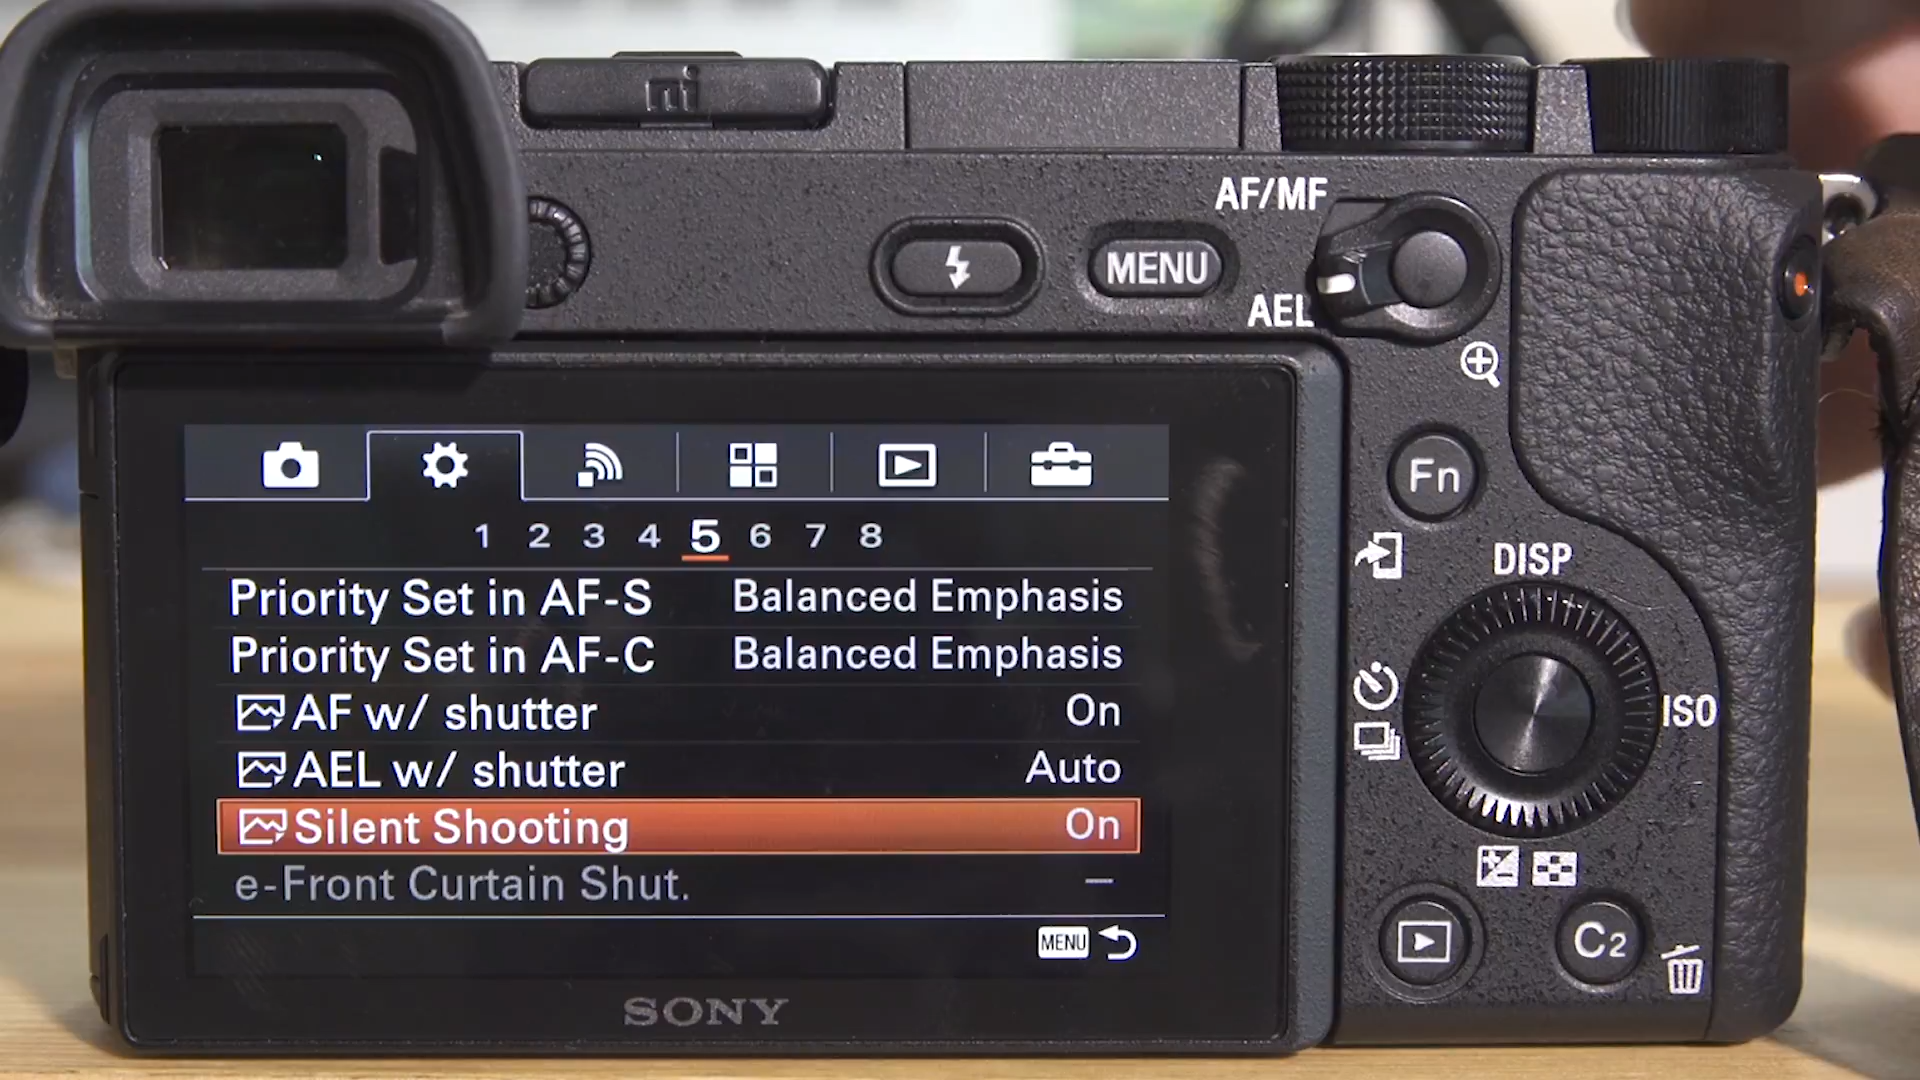 mi
AF/MF
MENU
AEL
Fn
1 2 3 4 5 6 7 8
DISP
Priority Set in AF-S Balanced Emphasis
Priority Set in AF-C Balanced Emphasis
AF w/ shutter On
ISO
AEL w/ shutter Auto
Silent Shooting On
e-Front Curtain Shut. –
MENU
C2
SONY